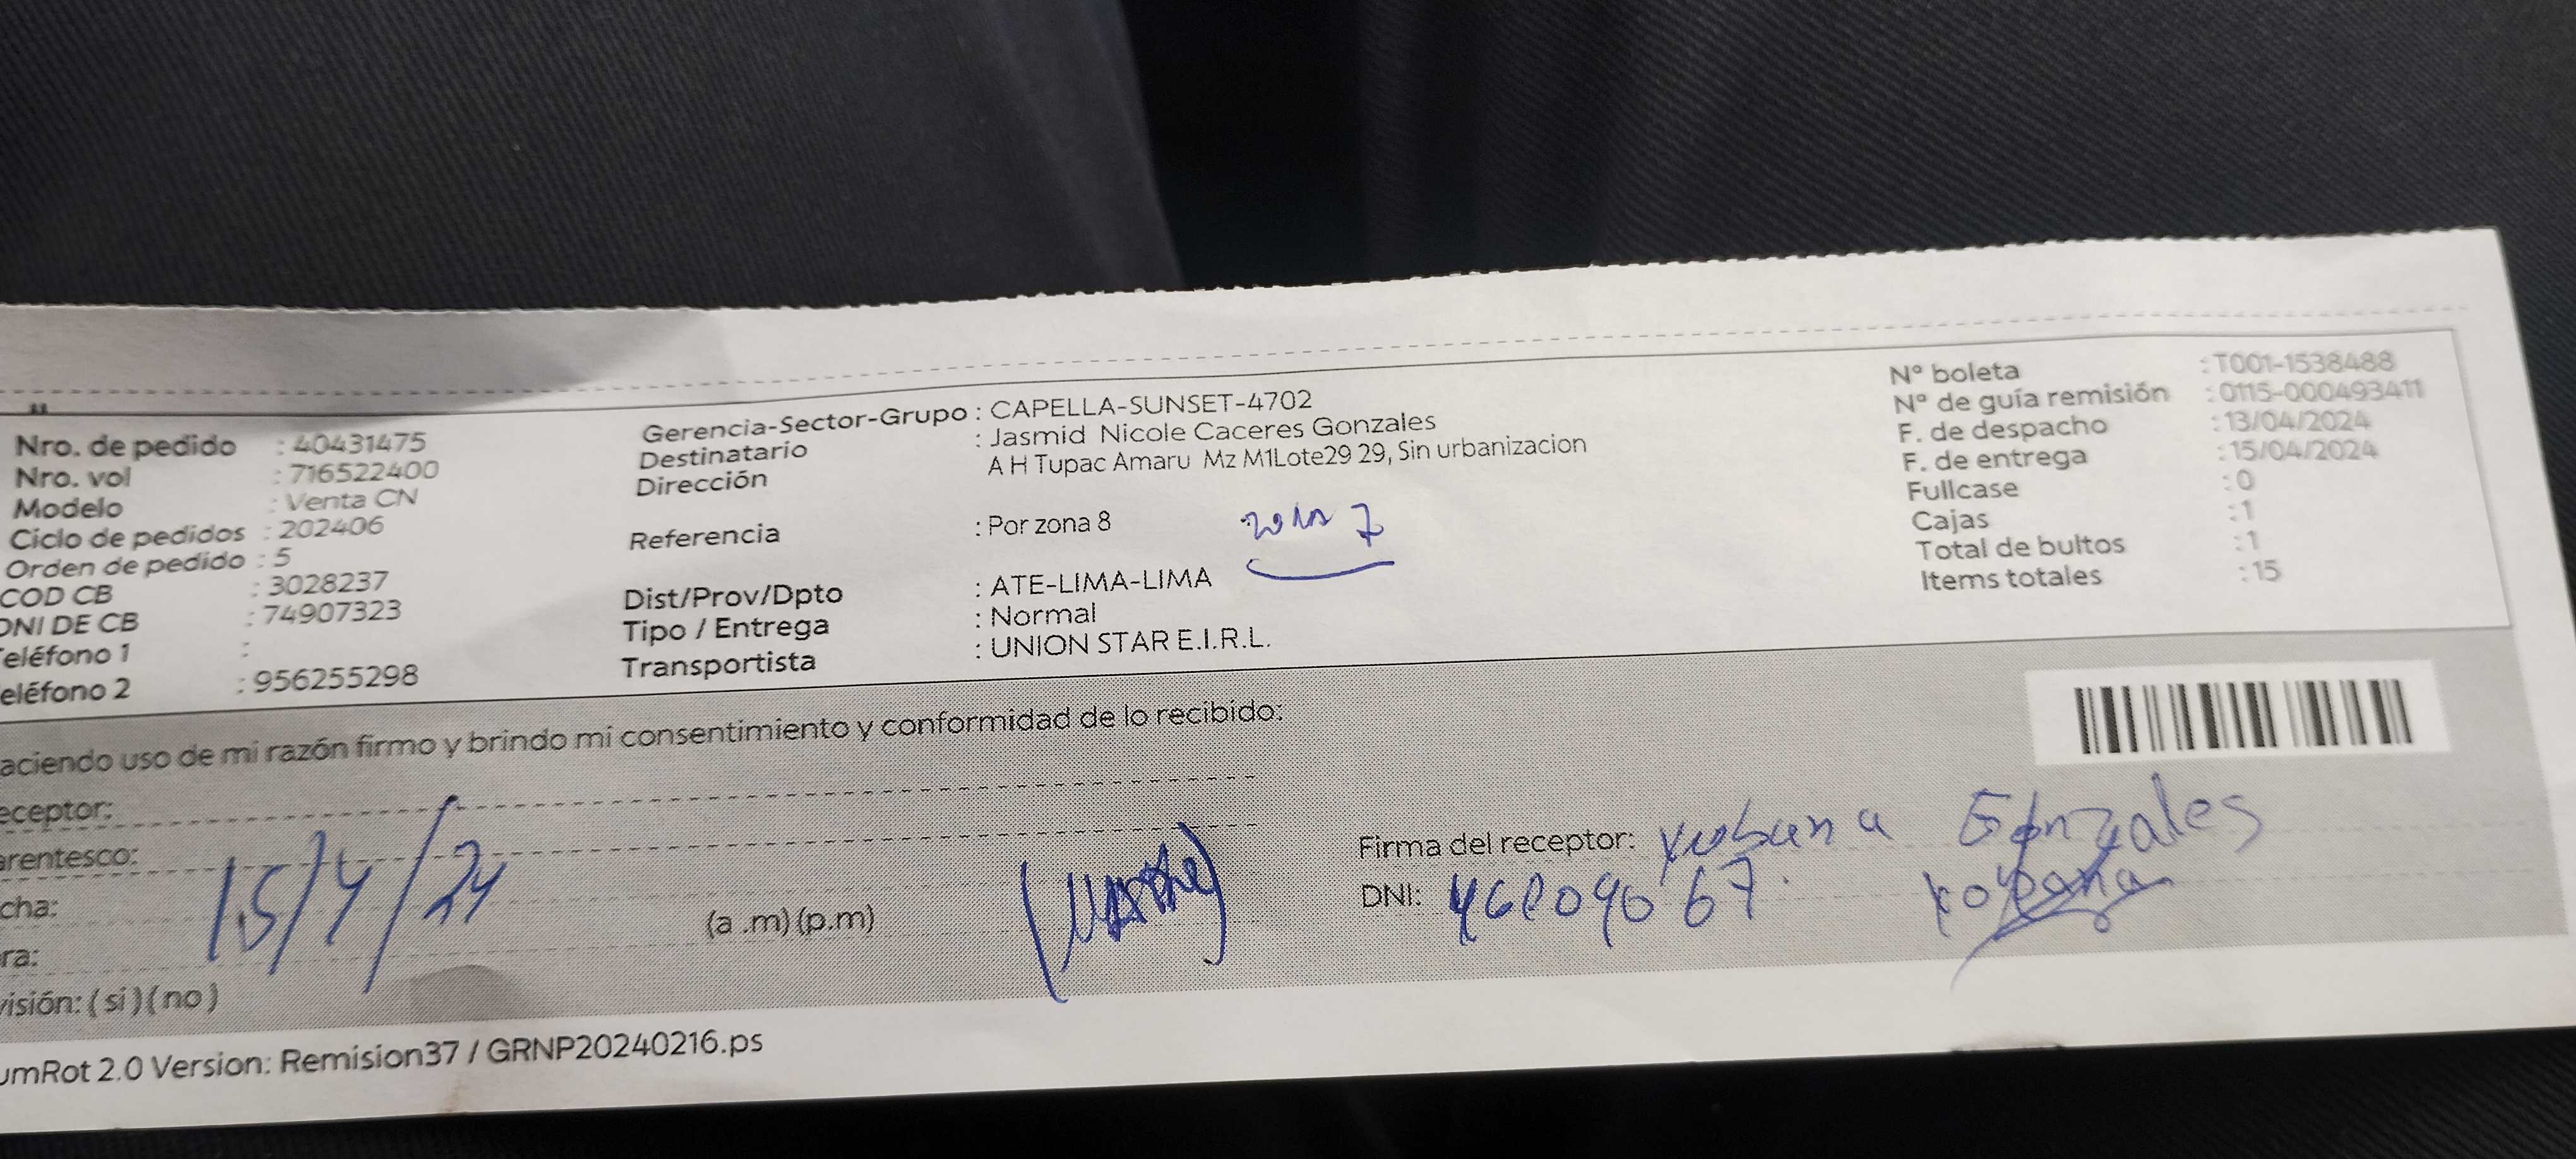 Nro. de pedido : 40431475
Nro. vol : 716522400
Modelo : Venta CN
Ciclo de pedidos : 202406
Orden de pedido : 5
COD CB : 3028237
DNI DE CB : 74907323
Teléfono 1 :
eléfono 2 : 956255298
Gerencia-Sector-Grupo : CAPELLA-SUNSET-4702
Destinatario : Jasmid Nicole Caceres Gonzales
Dirección A H Tupac Amaru Mz M1Lote29 29, Sin urbanizacion
Referencia : Por zona 8 zona 7
Dist/Prov/Dpto : ATE-LIMA-LIMA
Tipo / Entrega : Normal
Transportista : UNION STAR E.I.R.L.
N° boleta : T001-1538488
N° de guía remisión : 0115-000493411
F. de despacho : 13/04/2024
F. de entrega : 15/04/2024
Fullcase : 0
Cajas : 1
Total de bultos : 1
Items totales : 15
aciendo uso de mi razón firmo y brindo mi consentimiento y conformidad de lo recibido:
eceptor:
arentesco:
cha: 15/4/24
ra: (a .m) (p.m)
visión: ( si ) ( no )
Firma del receptor: Gonzales
DNI:
umRot 2.0 Version: Remision37 / GRNP20240216.ps